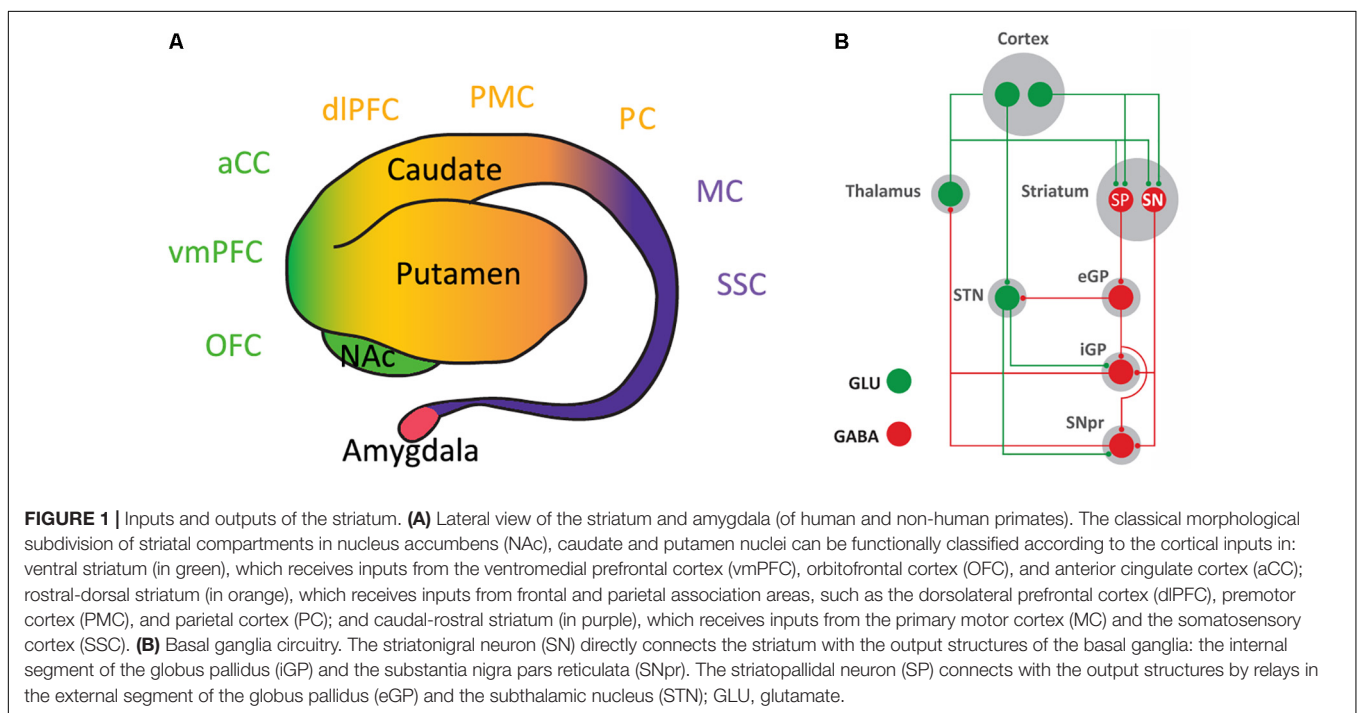 A
dlPFC
PMC
PC
aCC
Caudate
MC
vmPFC
Putamen
SSC
OFC
NAc
Amygdala
B
Cortex
Thalamus
Striatum
SP
SN
STN
eGP
iGP
GLU
SNpr
GABA
FIGURE 1 | Inputs and outputs of the striatum. (A) Lateral view of the striatum and amygdala (of human and non-human primates). The classical morphological
subdivision of striatal compartments in nucleus accumbens (NAc), caudate and putamen nuclei can be functionally classified according to the cortical inputs in:
ventral striatum (in green), which receives inputs from the ventromedial prefrontal cortex (vmPFC), orbitofrontal cortex (OFC), and anterior cingulate cortex (aCC);
rostral-dorsal striatum (in orange), which receives inputs from frontal and parietal association areas, such as the dorsolateral prefrontal cortex (dlPFC), premotor
cortex (PMC), and parietal cortex (PC); and caudal-rostral striatum (in purple), which receives inputs from the primary motor cortex (MC) and the somatosensory
cortex (SSC). (B) Basal ganglia circuitry. The striatonigral neuron (SN) directly connects the striatum with the output structures of the basal ganglia: the internal
segment of the globus pallidus (iGP) and the substantia nigra pars reticulata (SNpr). The striatopallidal neuron (SP) connects with the output structures by relays in
the external segment of the globus pallidus (eGP) and the subthalamic nucleus (STN); GLU, glutamate.